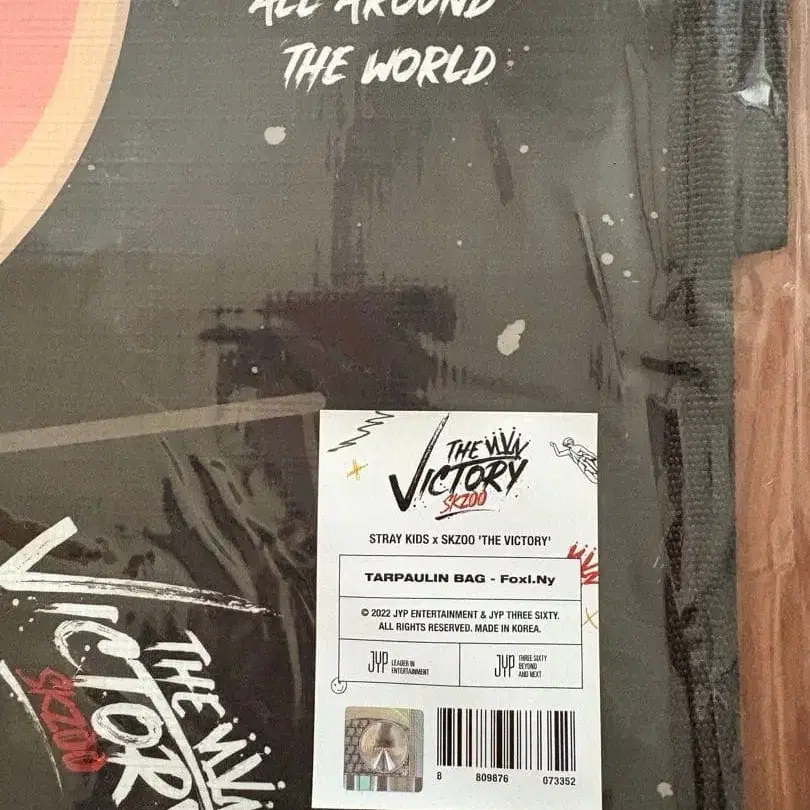 ALL AROUND
THE WORLD
THE
VICTORY
SKZOO
STRAY KIDS x SKZOO 'THE VICTORY'
TARPAULIN BAG - FoxI.Ny
© 2022 JYP ENTERTAINMENT & JYP THREE SIXTY.
ALL RIGHTS RESERVED. MADE IN KOREA.
JYP LEADER IN
ENTERTAINMENT
JYP THREE SIXTY
BEYOND
AND NEXT
8 809876 073352
THE
VICTORY
SKZOO